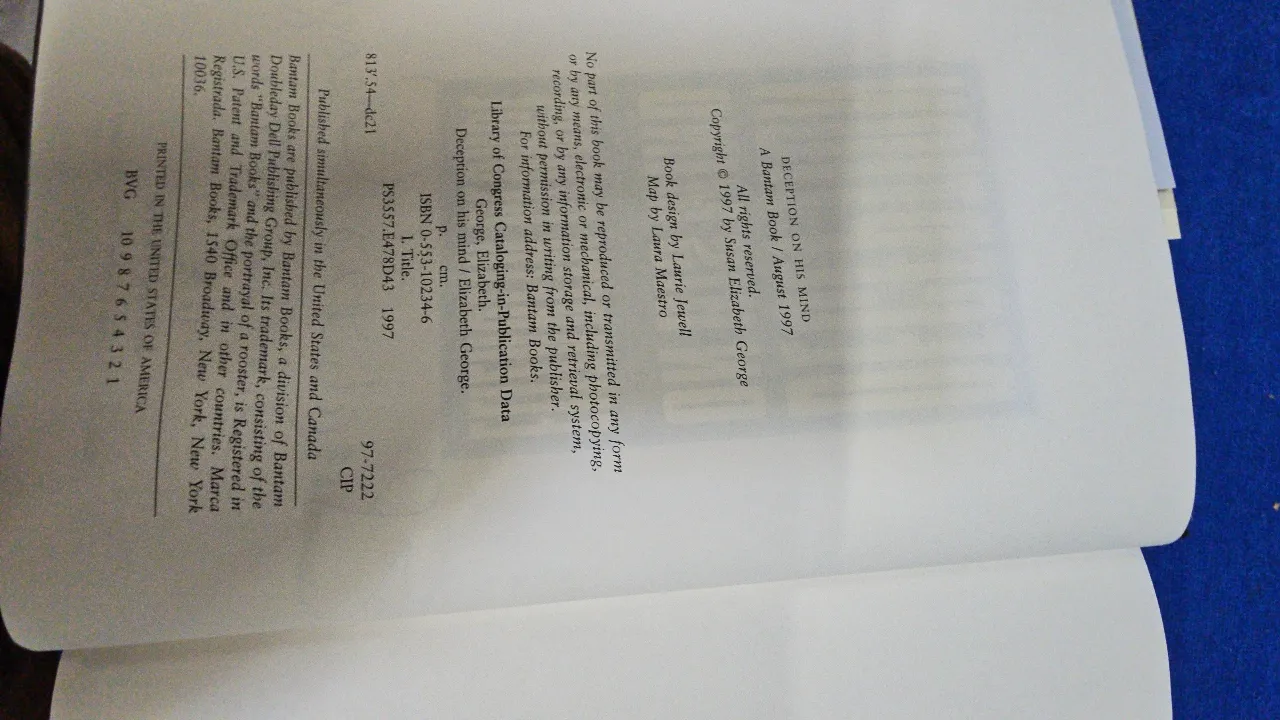 DECEPTION ON HIS MIND
A Bantam Book / August 1997
All rights reserved.
Copyright © 1997 by Susan Elizabeth George
Book design by Laurie Jewell
Map by Laura Maestro
No part of this book may be reproduced or transmitted in any form
or by any means, electronic or mechanical, including photocopying,
recording, or by any information storage and retrieval system,
without permission in writing from the publisher.
For information address: Bantam Books.
Library of Congress Cataloging-in-Publication Data
George, Elizabeth.
Deception on his mind / Elizabeth George.
p. cm.
ISBN 0-553-10234-6
I. Title.
PS3557.E478D43 1997
813'.54—dc21 97-7222
CIP
Published simultaneously in the United States and Canada
Bantam Books are published by Bantam Books, a division of Bantam
Doubleday Dell Publishing Group, Inc. Its trademark, consisting of the
words "Bantam Books" and the portrayal of a rooster, is Registered in
U.S. Patent and Trademark Office and in other countries. Marca
Registrada. Bantam Books, 1540 Broadway, New York, New York
10036.
PRINTED IN THE UNITED STATES OF AMERICA
BVG 10 9 8 7 6 5 4 3 2 1